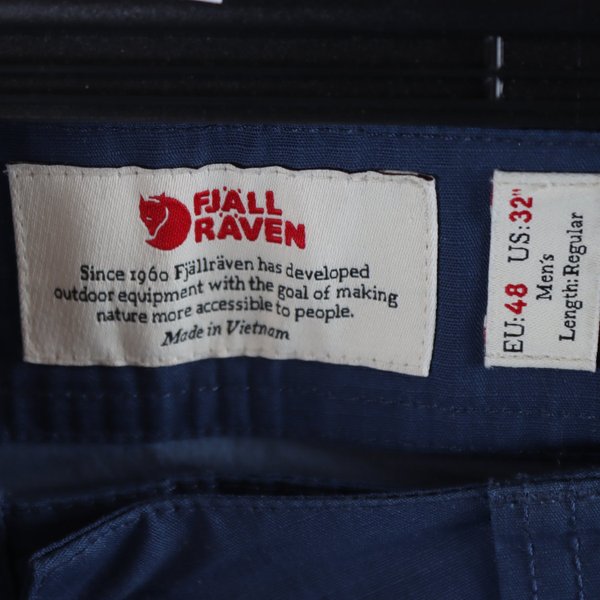 FJÄLL
RÄVEN
Since 1960 Fjällräven has developed
outdoor equipment with the goal of making
nature more accessible to people.
Made in Vietnam
EU:48 US:32"
Men's
Length:Regular